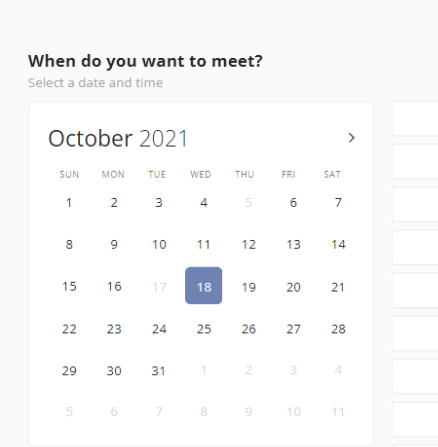 When do you want to meet?
Select a date and time
October 2021
SUN MON TUE WED THU FRI SAT
1 2 3 4 5 6 7
8 9 10 11 12 13 14
15 16 17 18 19 20 21
22 23 24 25 26 27 28
29 30 31 1 2 3 4
5 6 7 8 9 10 11